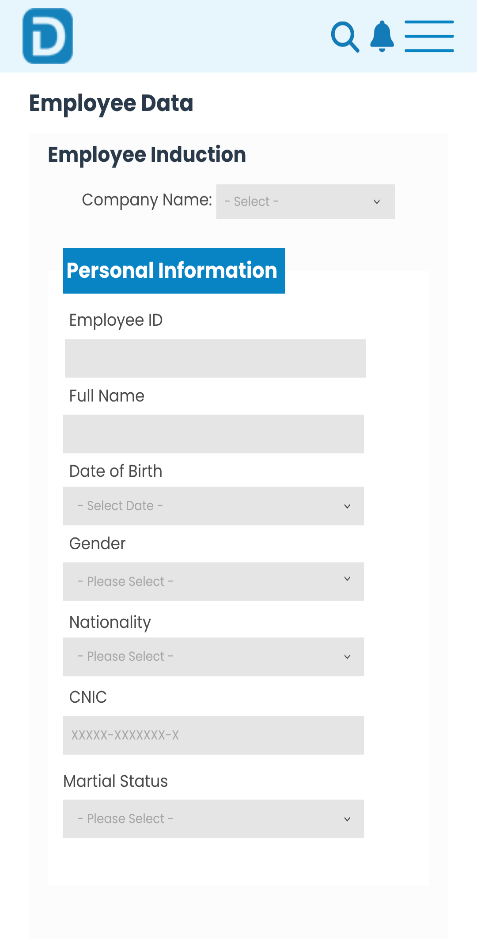 D
Employee Data
Employee Induction
Company Name: - Select -
Personal Information
Employee ID
Full Name
Date of Birth
- Select Date -
Gender
- Please Select -
Nationality
- Please Select -
CNIC
XXXXX-XXXXXXX-X
Martial Status
- Please Select -